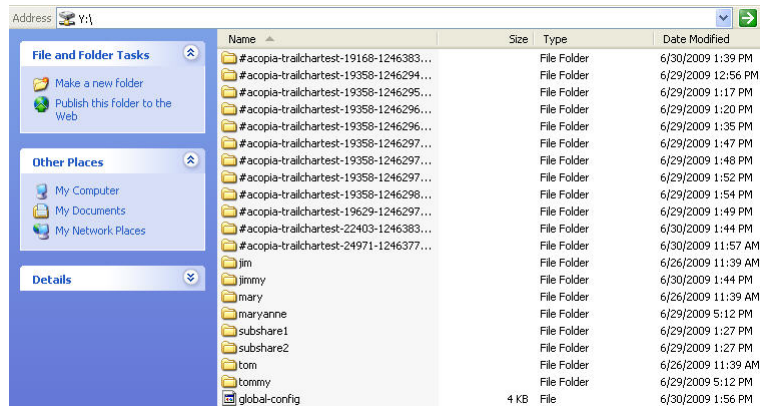 Address Y:\
Name Size Type Date Modified
File and Folder Tasks
Make a new folder
Publish this folder to the
Web
Other Places
My Computer
My Documents
My Network Places
Details
#acopia-trailchartest-19168-1246383... File Folder 6/30/2009 1:39 PM
#acopia-trailchartest-19358-1246294... File Folder 6/29/2009 12:56 PM
#acopia-trailchartest-19358-1246295... File Folder 6/29/2009 1:17 PM
#acopia-trailchartest-19358-1246296... File Folder 6/29/2009 1:20 PM
#acopia-trailchartest-19358-1246296... File Folder 6/29/2009 1:35 PM
#acopia-trailchartest-19358-1246297... File Folder 6/29/2009 1:47 PM
#acopia-trailchartest-19358-1246297... File Folder 6/29/2009 1:48 PM
#acopia-trailchartest-19358-1246297... File Folder 6/29/2009 1:52 PM
#acopia-trailchartest-19358-1246298... File Folder 6/29/2009 1:54 PM
#acopia-trailchartest-19629-1246297... File Folder 6/29/2009 1:49 PM
#acopia-trailchartest-22403-1246383... File Folder 6/30/2009 1:44 PM
#acopia-trailchartest-24971-1246377... File Folder 6/30/2009 11:57 AM
jim File Folder 6/26/2009 11:39 AM
jimmy File Folder 6/30/2009 1:44 PM
mary File Folder 6/26/2009 11:39 AM
maryanne File Folder 6/29/2009 5:12 PM
subshare1 File Folder 6/29/2009 1:27 PM
subshare2 File Folder 6/29/2009 1:27 PM
tom File Folder 6/26/2009 11:39 AM
tommy File Folder 6/29/2009 5:12 PM
global-config 4 KB File 6/30/2009 1:56 PM